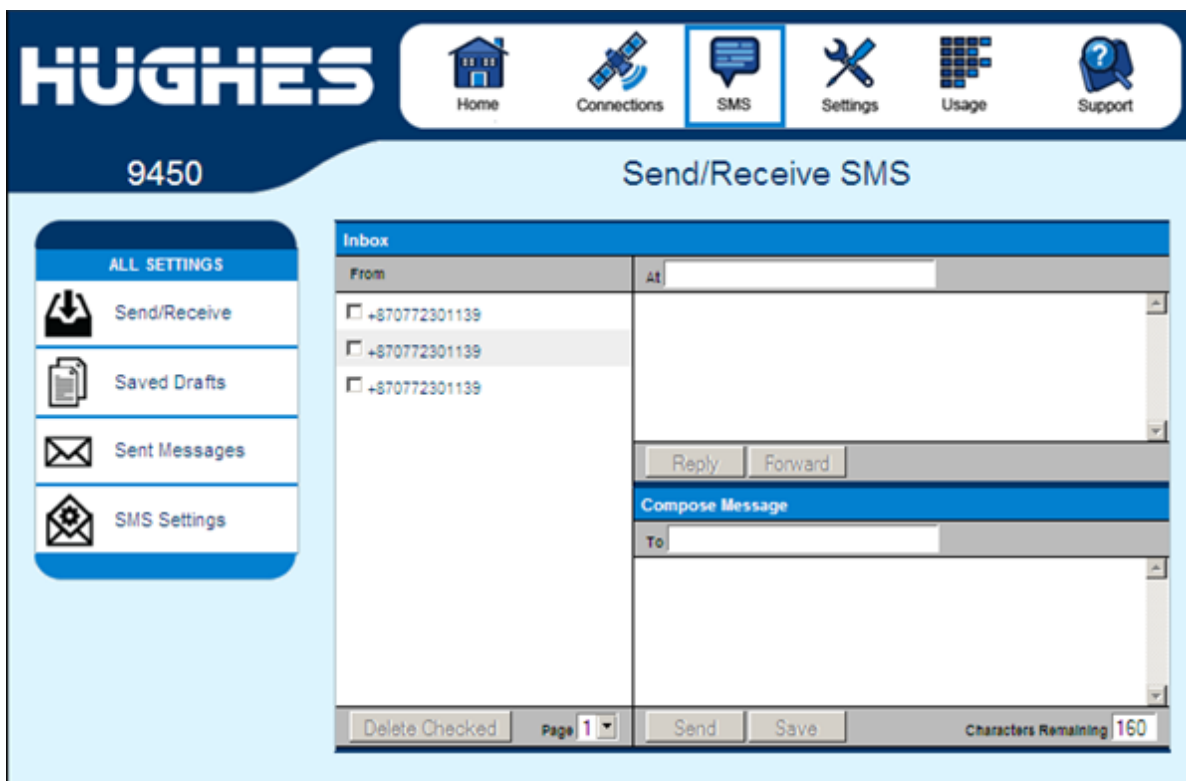 HUGHES
Home
Connections
SMS
Settings
Usage
Support
9450
Send/Receive SMS
ALL SETTINGS
Send/Receive
Saved Drafts
Sent Messages
SMS Settings
Inbox
From
At
+870772301139
+870772301139
+870772301139
Reply Forward
Compose Message
To
Delete Checked Page 1
Send Save Characters Remaining 160